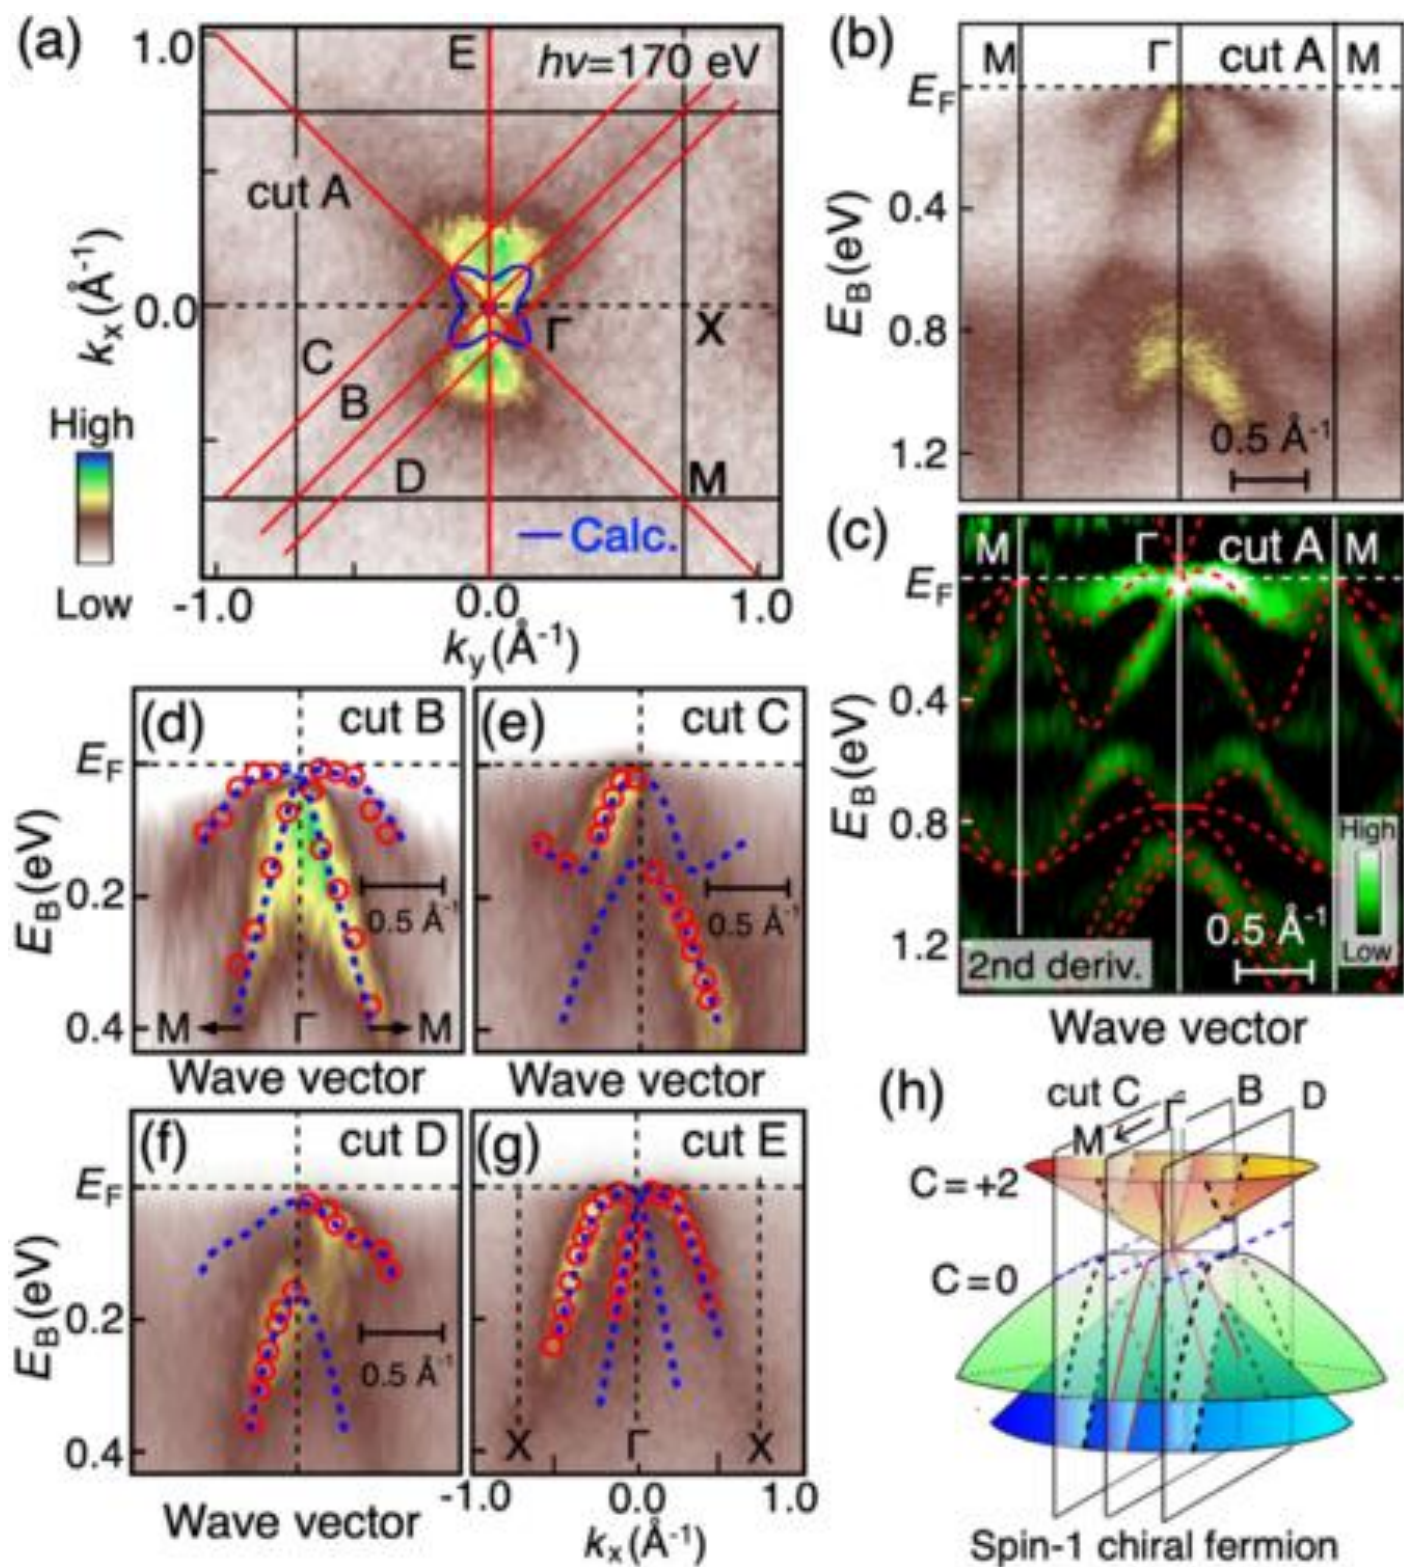 (a)
1.0
E
hν=170 eV
cut A
kx(Å-1)
0.0
Γ
X
C
B
D
M
High
Low
Calc.
-1.0
0.0
1.0
ky(Å-1)
(b)
M
Γ
cut A
M
EF
0.4
0.8
1.2
EB(eV)
0.5 Å-1
(c)
M
Γ
cut A
M
EF
0.4
0.8
1.2
EB(eV)
High
Low
0.5 Å-1
2nd deriv.
Wave vector
(d)
cut B
EF
0.2
0.4
EB(eV)
0.5 Å-1
M
Γ
M
Wave vector
(e)
cut C
0.5 Å-1
Wave vector
(f)
cut D
EF
0.2
0.4
EB(eV)
0.5 Å-1
Wave vector
(g)
cut E
X
Γ
X
-1.0
0.0
1.0
kx(Å-1)
(h)
cut C
Γ
B
D
M
C=+2
C=0
Spin-1 chiral fermion